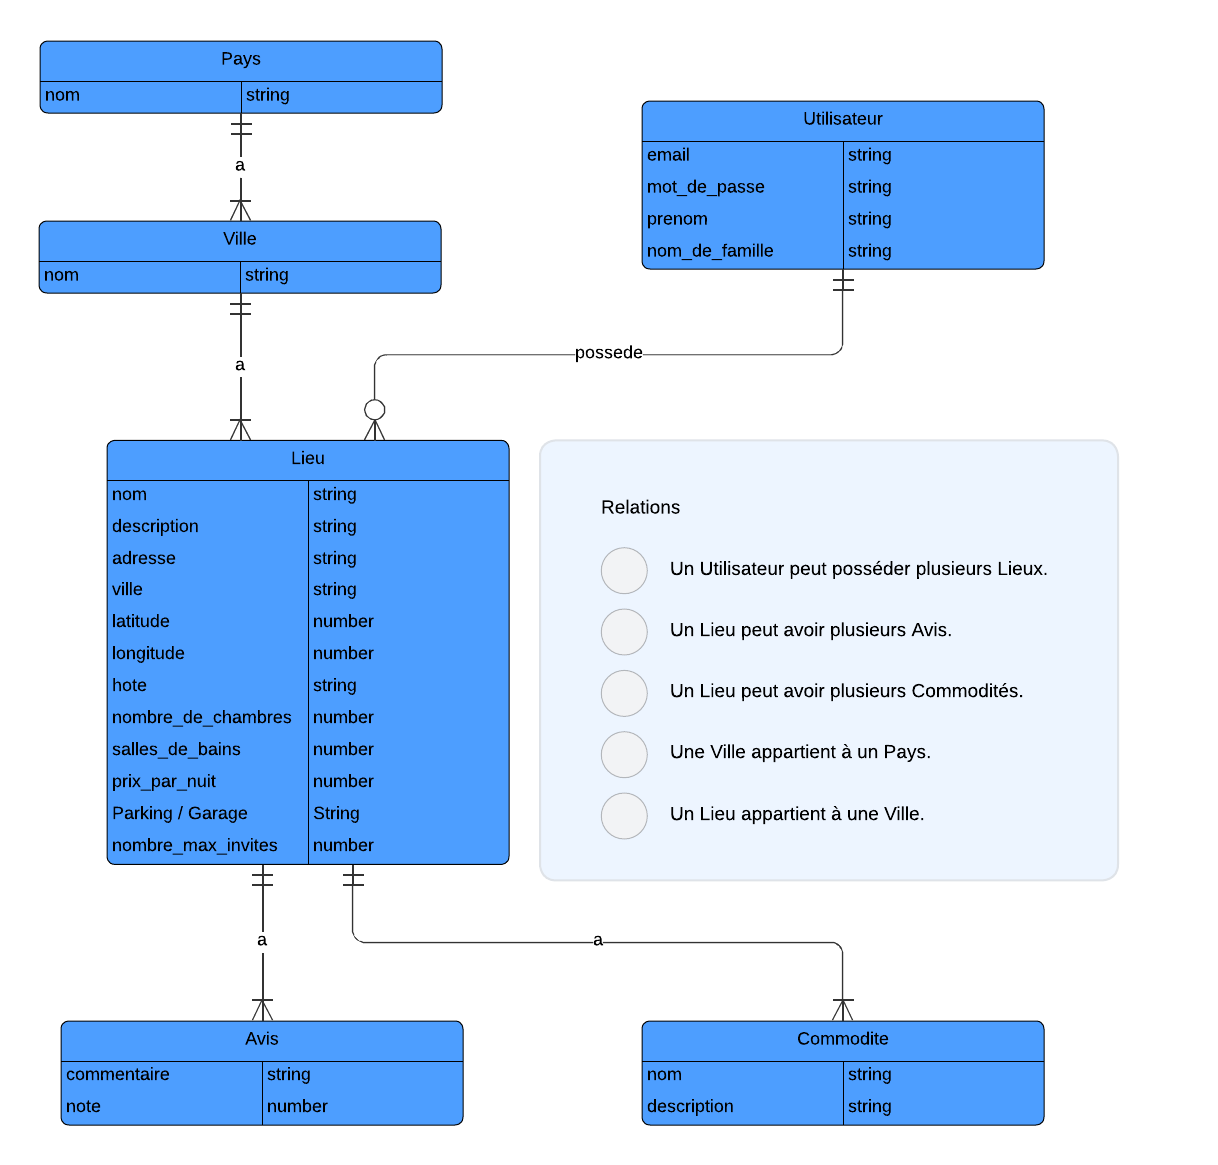 Pays
nom string
a
Ville
nom string
a
Utilisateur
email string
mot_de_passe string
prenom string
nom_de_famille string
possede
Lieu
nom string
description string
adresse string
ville string
latitude number
longitude number
hote string
nombre_de_chambres number
salles_de_bains number
prix_par_nuit number
Parking / Garage String
nombre_max_invites number
Relations
Un Utilisateur peut posséder plusieurs Lieux.
Un Lieu peut avoir plusieurs Avis.
Un Lieu peut avoir plusieurs Commodités.
Une Ville appartient à un Pays.
Un Lieu appartient à une Ville.
a
a
Avis
commentaire string
note number
Commodite
nom string
description string